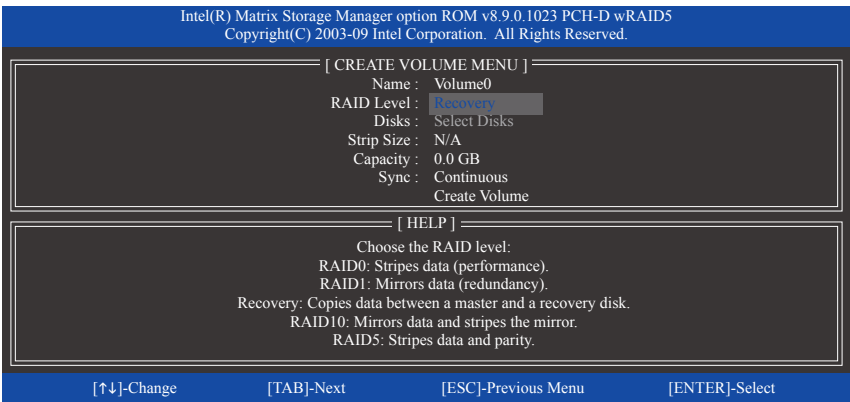 Intel(R) Matrix Storage Manager option ROM v8.9.0.1023 PCH-D wRAID5
Copyright(C) 2003-09 Intel Corporation.  All Rights Reserved.
[ CREATE VOLUME MENU ]
Name :  Volume0
RAID Level :  Recovery
Disks :  Select Disks
Strip Size :  N/A
Capacity :  0.0 GB
Sync :  Continuous
Create Volume
[ HELP ]
Choose the RAID level:
RAID0: Stripes data (performance).
RAID1: Mirrors data (redundancy).
Recovery: Copies data between a master and a recovery disk.
RAID10: Mirrors data and stripes the mirror.
RAID5: Stripes data and parity.
[↑↓]-Change  [TAB]-Next  [ESC]-Previous Menu  [ENTER]-Select